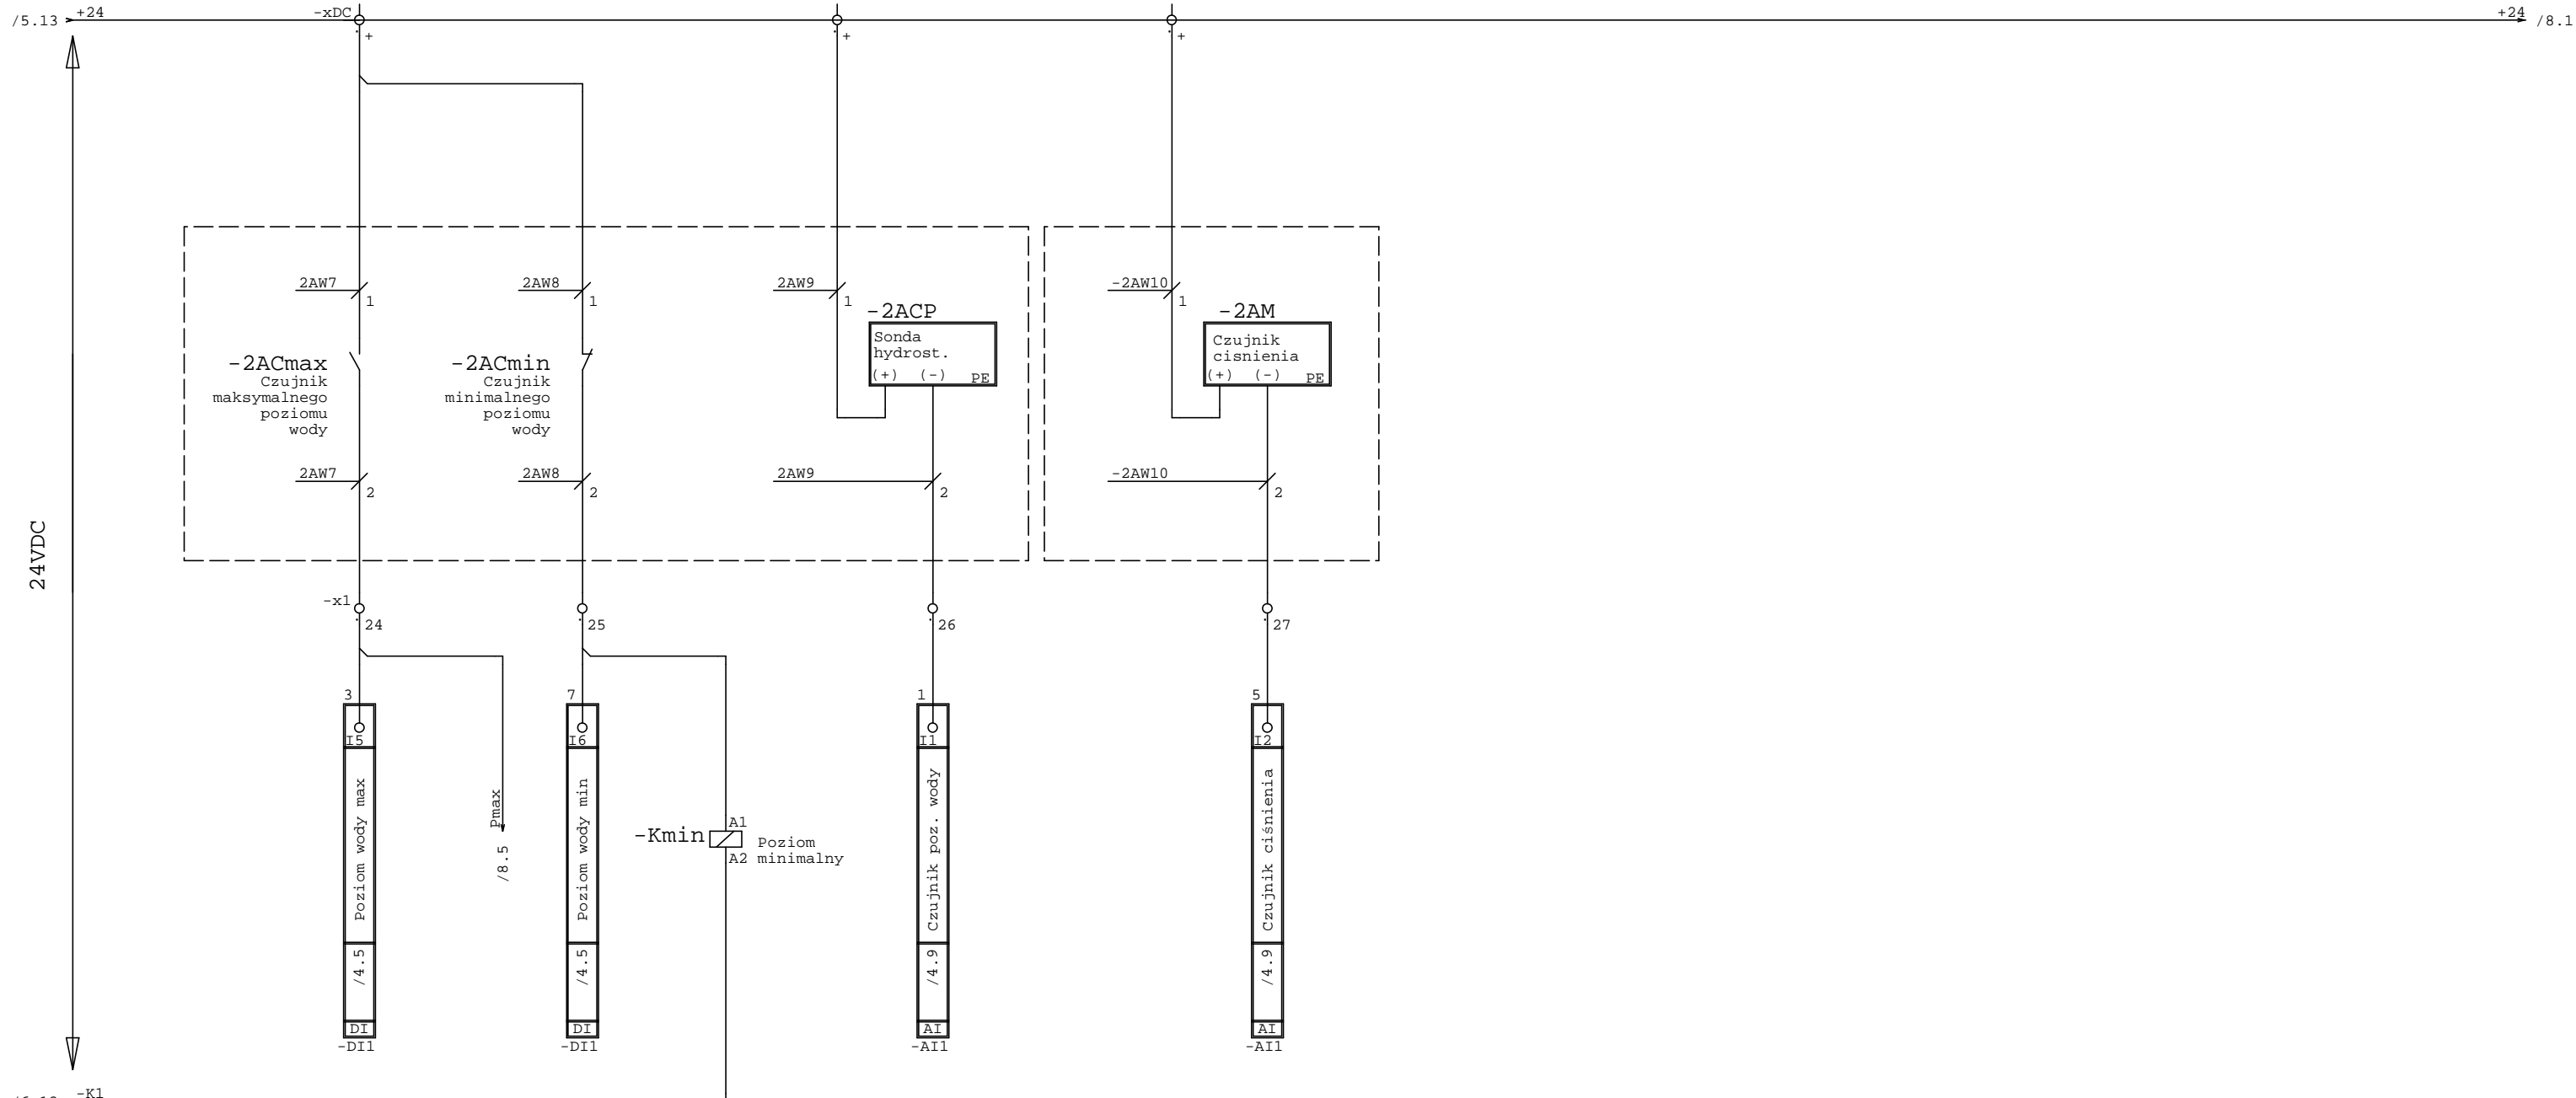 /5.13
+24
-xDC
+
+
+
+24
/8.1
24VDC
2AW7
1
2AW8
1
2AW9
1
-2AW10
1
-2ACmax
Czujnik
maksymalnego
poziomu
wody
-2ACmin
Czujnik
minimalnego
poziomu
wody
-2ACP
Sonda
hydrost.
(+) (-) PE
-2AM
Czujnik
cisnienia
(+) (-) PE
2AW7
2
2AW8
2
2AW9
2
-2AW10
2
-x1
24
25
26
27
3
I5
Poziom wody max
/4.5
DI
-DI1
Pmax
/8.5
7
I6
Poziom wody min
/4.5
DI
-DI1
-Kmin
A1
A2
Poziom
minimalny
1
I1
Czujnik poz. wody
/4.9
AI
-AI1
5
I2
Czujnik ciśnienia
/4.9
AI
-AI1
-K1